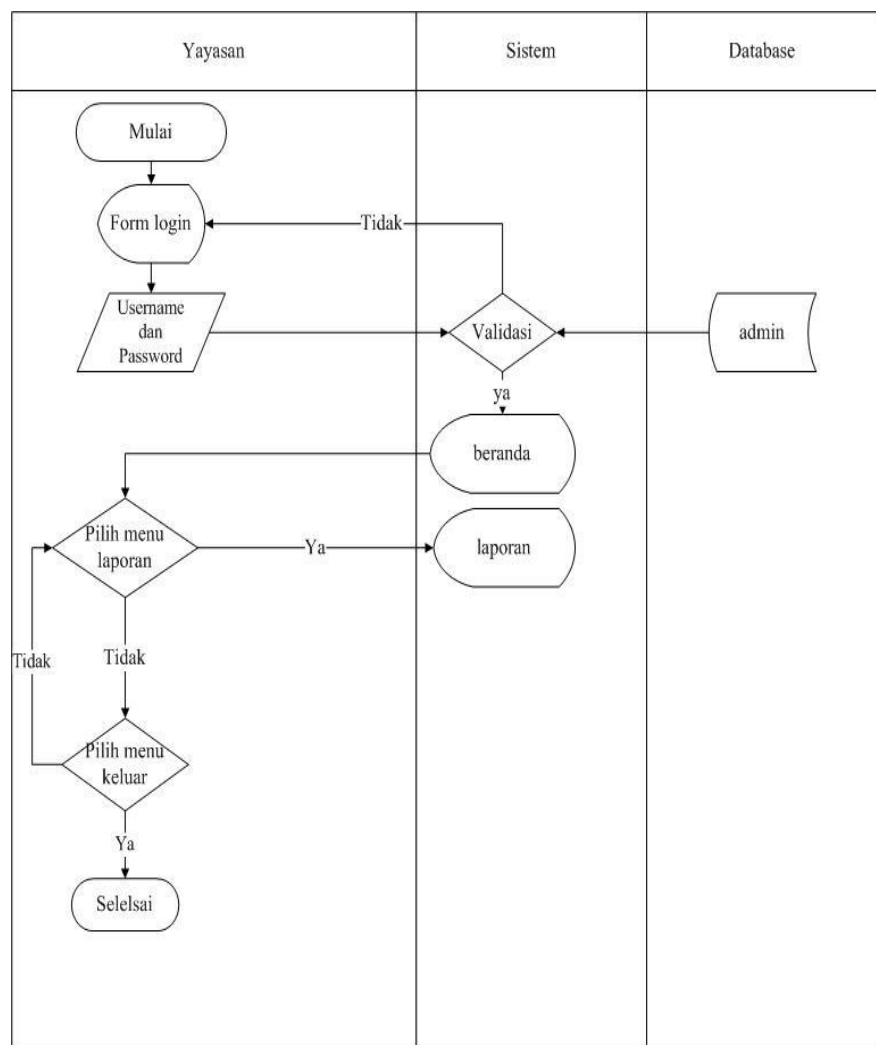 Yayasan
Sistem
Database
Mulai
Form login
Tidak
Username
dan
Password
Validasi
admin
ya
beranda
Pilih menu
laporan
Ya
laporan
Tidak
Tidak
Pilih menu
keluar
Ya
Selelsai